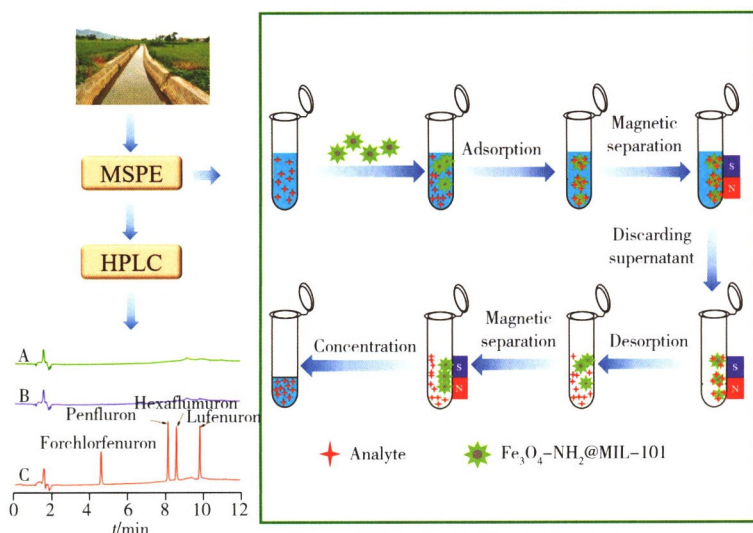 MSPE
HPLC
A
B
Penfluron
Hexaflumuron
Lufenuron
Forchlorfenuron
C
0 2 4 6 8 10 12
t/min
Adsorption
Magnetic
separation
S
N
Discarding
supernatant
S
N
Desorption
Magnetic
separation
S
N
Concentration
Analyte
Fe₃O₄-NH₂@MIL-101